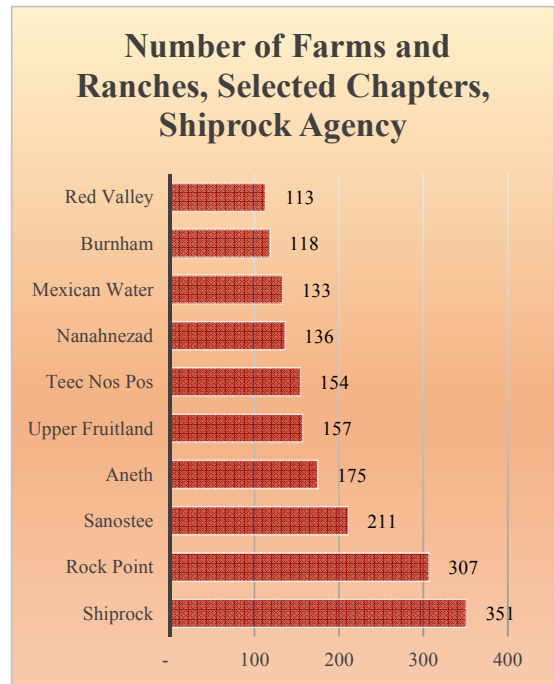 Number of Farms and
Ranches, Selected Chapters,
Shiprock Agency
Red Valley 113
Burnham 118
Mexican Water 133
Nanahnezad 136
Teec Nos Pos 154
Upper Fruitland 157
Aneth 175
Sanostee 211
Rock Point 307
Shiprock 351
- 100 200 300 400